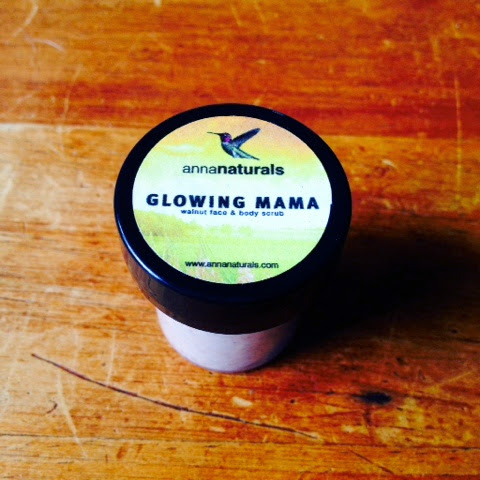 annanaturals
GLOWING MAMA
walnut face & body scrub
www.annanaturals.com